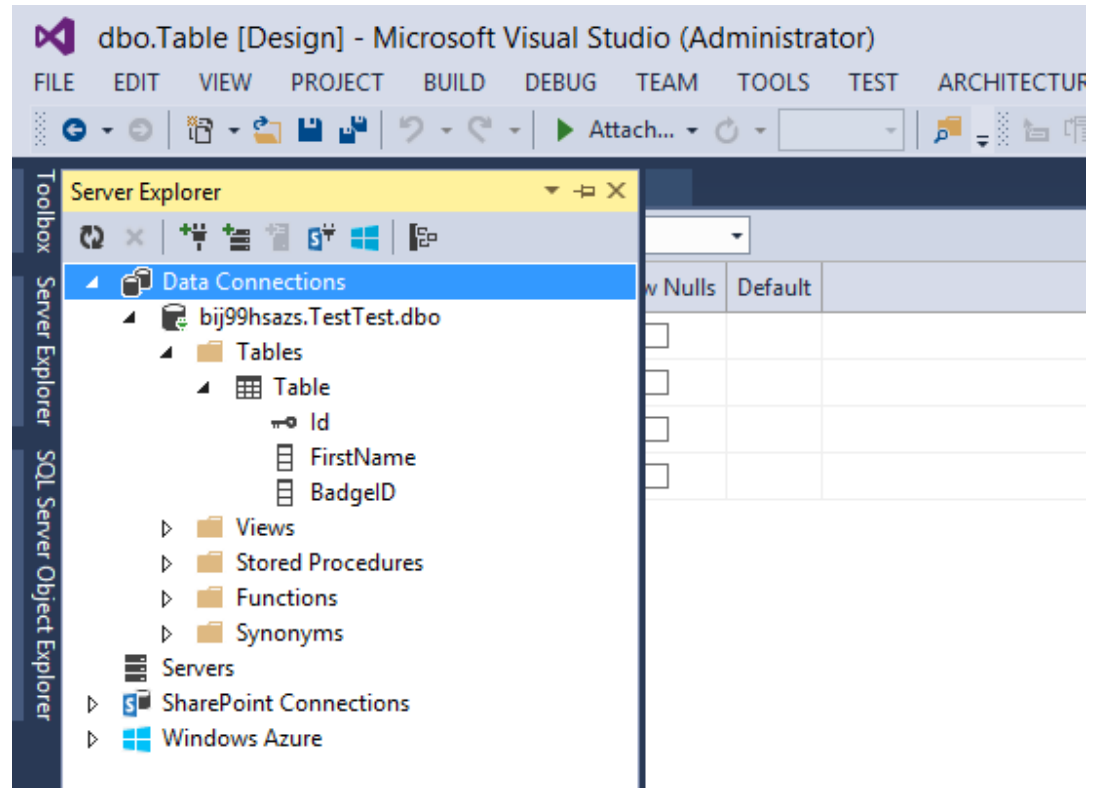 dbo.Table [Design] - Microsoft Visual Studio (Administrator)
FILE EDIT VIEW PROJECT BUILD DEBUG TEAM TOOLS TEST ARCHITECTUR
Attach...
Toolbox
Server Explorer
SQL Server Object Explorer
Server Explorer
Data Connections
bij99hsazs.TestTest.dbo
Tables
Table
Id
FirstName
BadgeID
Views
Stored Procedures
Functions
Synonyms
Servers
SharePoint Connections
Windows Azure
w Nulls Default